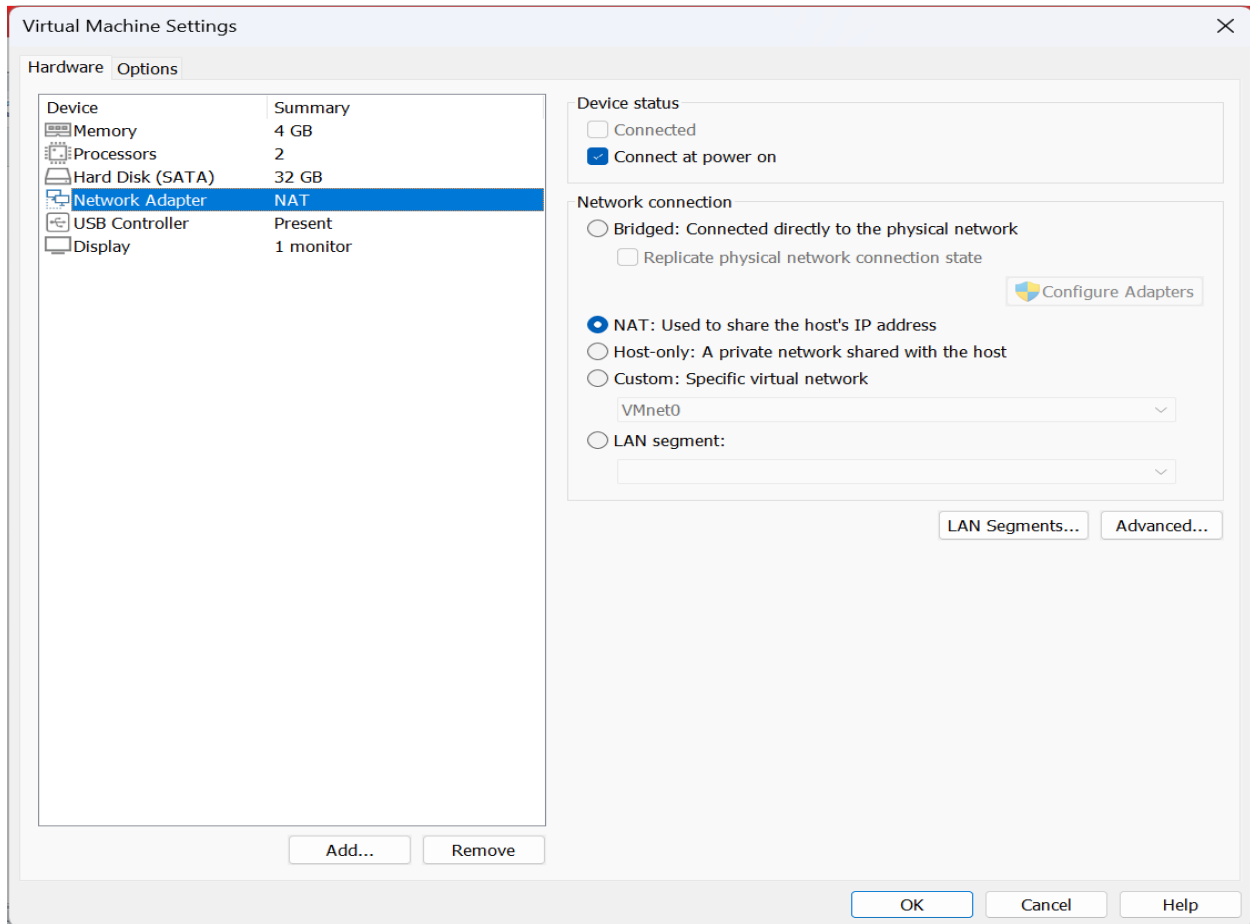 Virtual Machine Settings
Hardware Options
Device Summary
Memory 4 GB
Processors 2
Hard Disk (SATA) 32 GB
Network Adapter NAT
USB Controller Present
Display 1 monitor
Add... Remove
Device status
Connected
Connect at power on
Network connection
Bridged: Connected directly to the physical network
Replicate physical network connection state
Configure Adapters
NAT: Used to share the host's IP address
Host-only: A private network shared with the host
Custom: Specific virtual network
VMnet0
LAN segment:
LAN Segments... Advanced...
OK Cancel Help